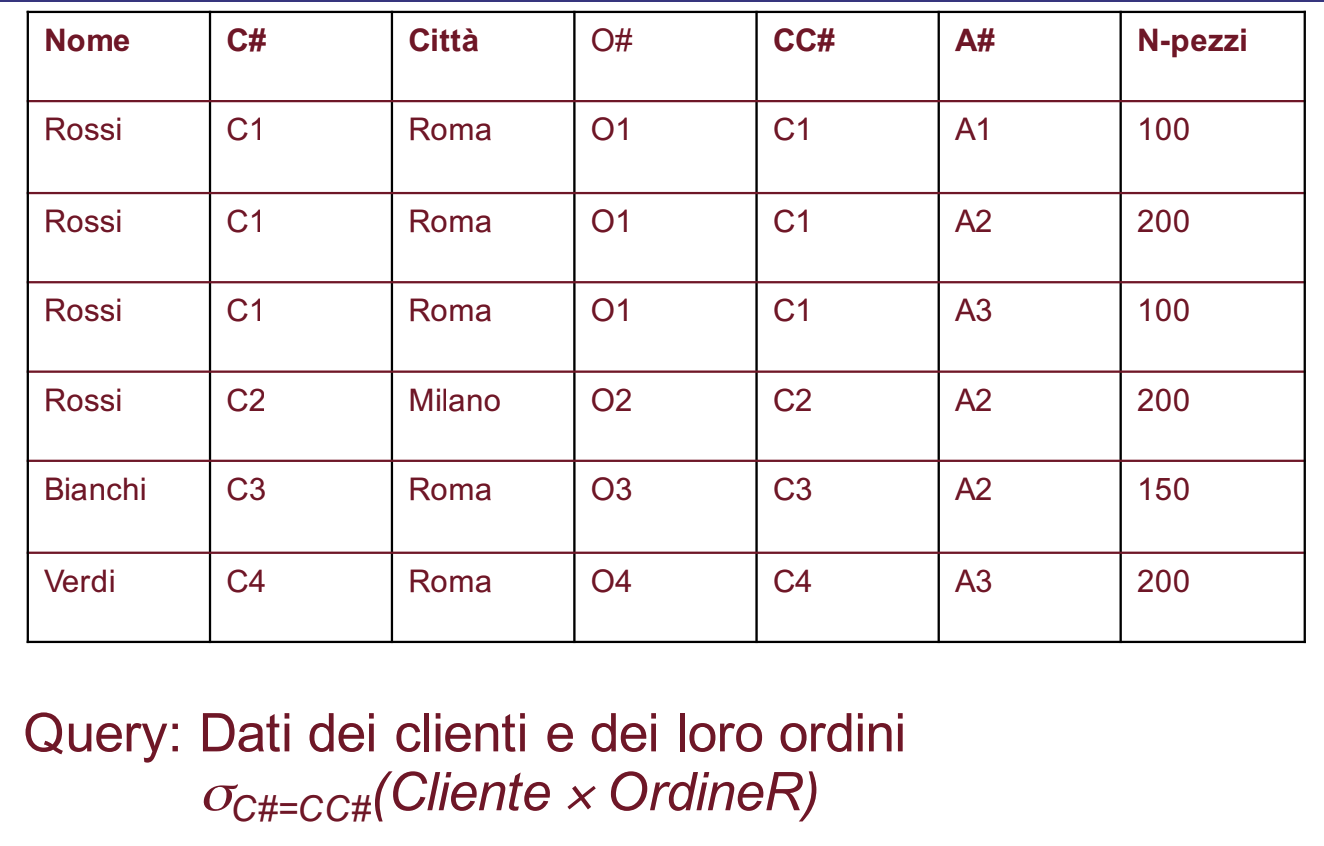 Nome C# Città O# CC# A# N-pezzi
Rossi C1 Roma O1 C1 A1 100
Rossi C1 Roma O1 C1 A2 200
Rossi C1 Roma O1 C1 A3 100
Rossi C2 Milano O2 C2 A2 200
Bianchi C3 Roma O3 C3 A2 150
Verdi C4 Roma O4 C4 A3 200
Query: Dati dei clienti e dei loro ordini
σC#=CC#(Cliente × OrdineR)